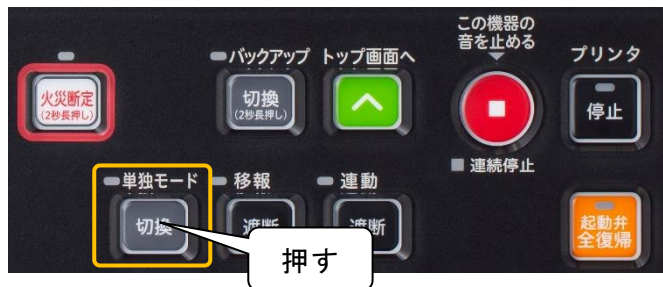 この機器の
音を止める
バックアップ
トップ画面へ
プリンタ
火災断定
(2秒長押し)
切換
(2秒長押し)
停止
連続停止
単独モード
移報
連動
切換
遮断
遮断
起動弁
全復帰
押す